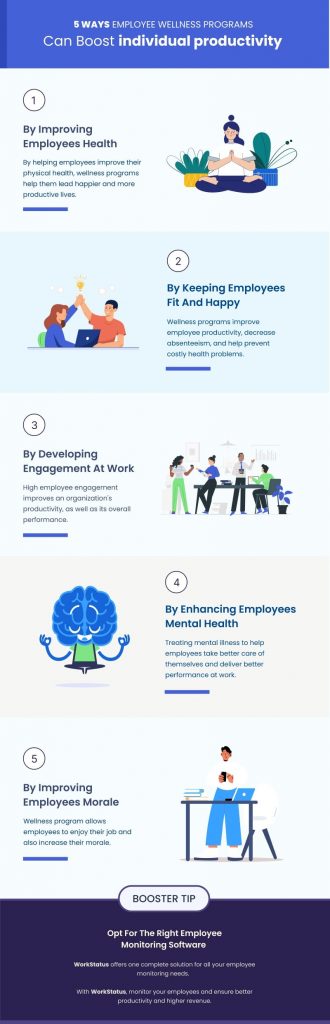 5 WAYS EMPLOYEE WELLNESS PROGRAMS
Can Boost individual productivity
1
By Improving
Employees Health
By helping employees improve their
physical health, wellness programs
help them lead happier and more
productive lives.
2
By Keeping Employees
Fit And Happy
Wellness programs improve
employee productivity, decrease
absenteeism, and help prevent
costly health problems.
3
By Developing
Engagement At Work
High employee engagement
improves an organization's
productivity, as well as its overall
performance.
4
By Enhancing Employees
Mental Health
Treating mental illness to help
employees take better care of
themselves and deliver better
performance at work.
5
By Improving
Employees Morale
Wellness program allows
employees to enjoy their job and
also increase their morale.
BOOSTER TIP
Opt For The Right Employee
Monitoring Software
WorkStatus offers one complete solution for all your employee
monitoring needs.
With WorkStatus, monitor your employees and ensure better
productivity and higher revenue.